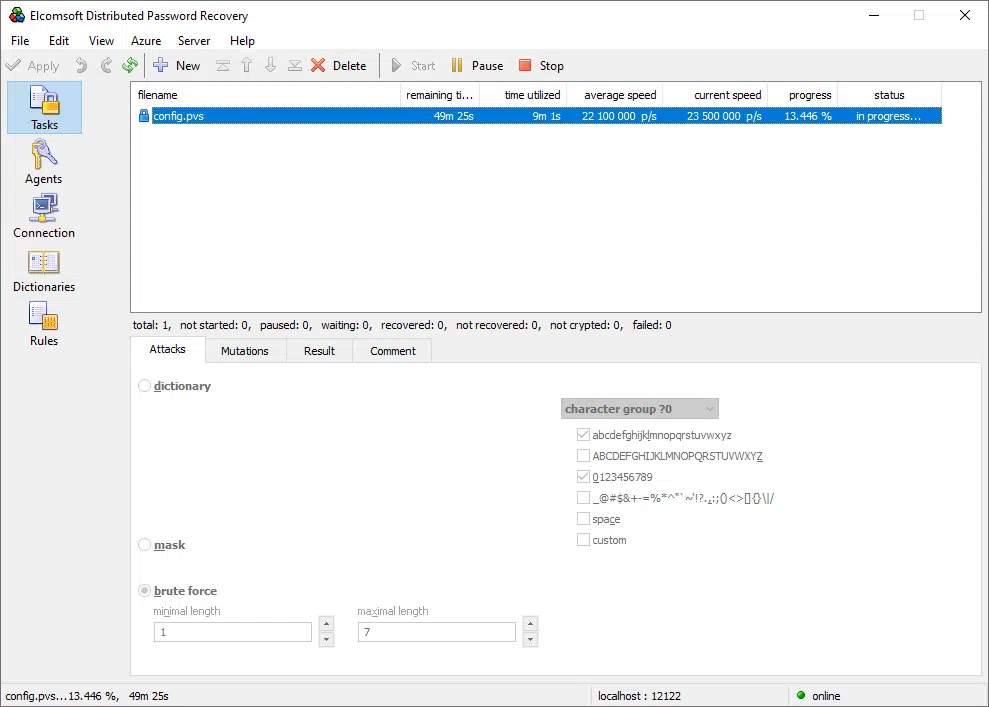 Elcomsoft Distributed Password Recovery
File Edit View Azure Server Help
Apply New Delete Start Pause Stop
Tasks
Agents
Connection
Dictionaries
Rules
filename remaining ti... time utilized average speed current speed progress status
config.pvs 49m 25s 9m 1s 22 100 000 p/s 23 500 000 p/s 13.446 % in progress...
total: 1, not started: 0, paused: 0, waiting: 0, recovered: 0, not recovered: 0, not crypted: 0, failed: 0
Attacks Mutations Result Comment
dictionary
character group ?0
abcdefghijklmnopqrstuvwxyz
ABCDEFGHIJKLMNOPQRSTUVWXYZ
0123456789
_@#$&+-=%*^"`~'!?.,:;()<>[]{}\|/
space
custom
mask
brute force
minimal length maximal length
1 7
config.pvs...13.446 %, 49m 25s localhost : 12122 online